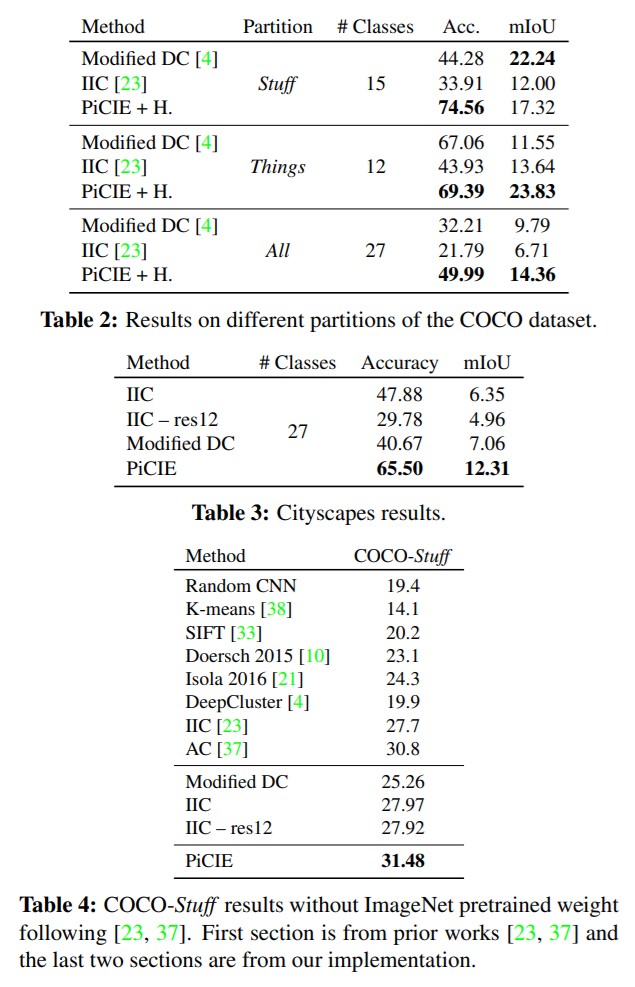 Method Partition # Classes Acc. mIoU
Modified DC [4] 44.28 22.24
IIC [23] Stuff 15 33.91 12.00
PiCIE + H. 74.56 17.32
Modified DC [4] 67.06 11.55
IIC [23] Things 12 43.93 13.64
PiCIE + H. 69.39 23.83
Modified DC [4] 32.21 9.79
IIC [23] All 27 21.79 6.71
PiCIE + H. 49.99 14.36
Table 2: Results on different partitions of the COCO dataset.
Method # Classes Accuracy mIoU
IIC 47.88 6.35
IIC – res12 29.78 4.96
27
Modified DC 40.67 7.06
PiCIE 65.50 12.31
Table 3: Cityscapes results.
Method COCO-Stuff
Random CNN 19.4
K-means [38] 14.1
SIFT [33] 20.2
Doersch 2015 [10] 23.1
Isola 2016 [21] 24.3
DeepCluster [4] 19.9
IIC [23] 27.7
AC [37] 30.8
Modified DC 25.26
IIC 27.97
IIC – res12 27.92
PiCIE 31.48
Table 4: COCO-Stuff results without ImageNet pretrained weight
following [23, 37]. First section is from prior works [23, 37] and
the last two sections are from our implementation.